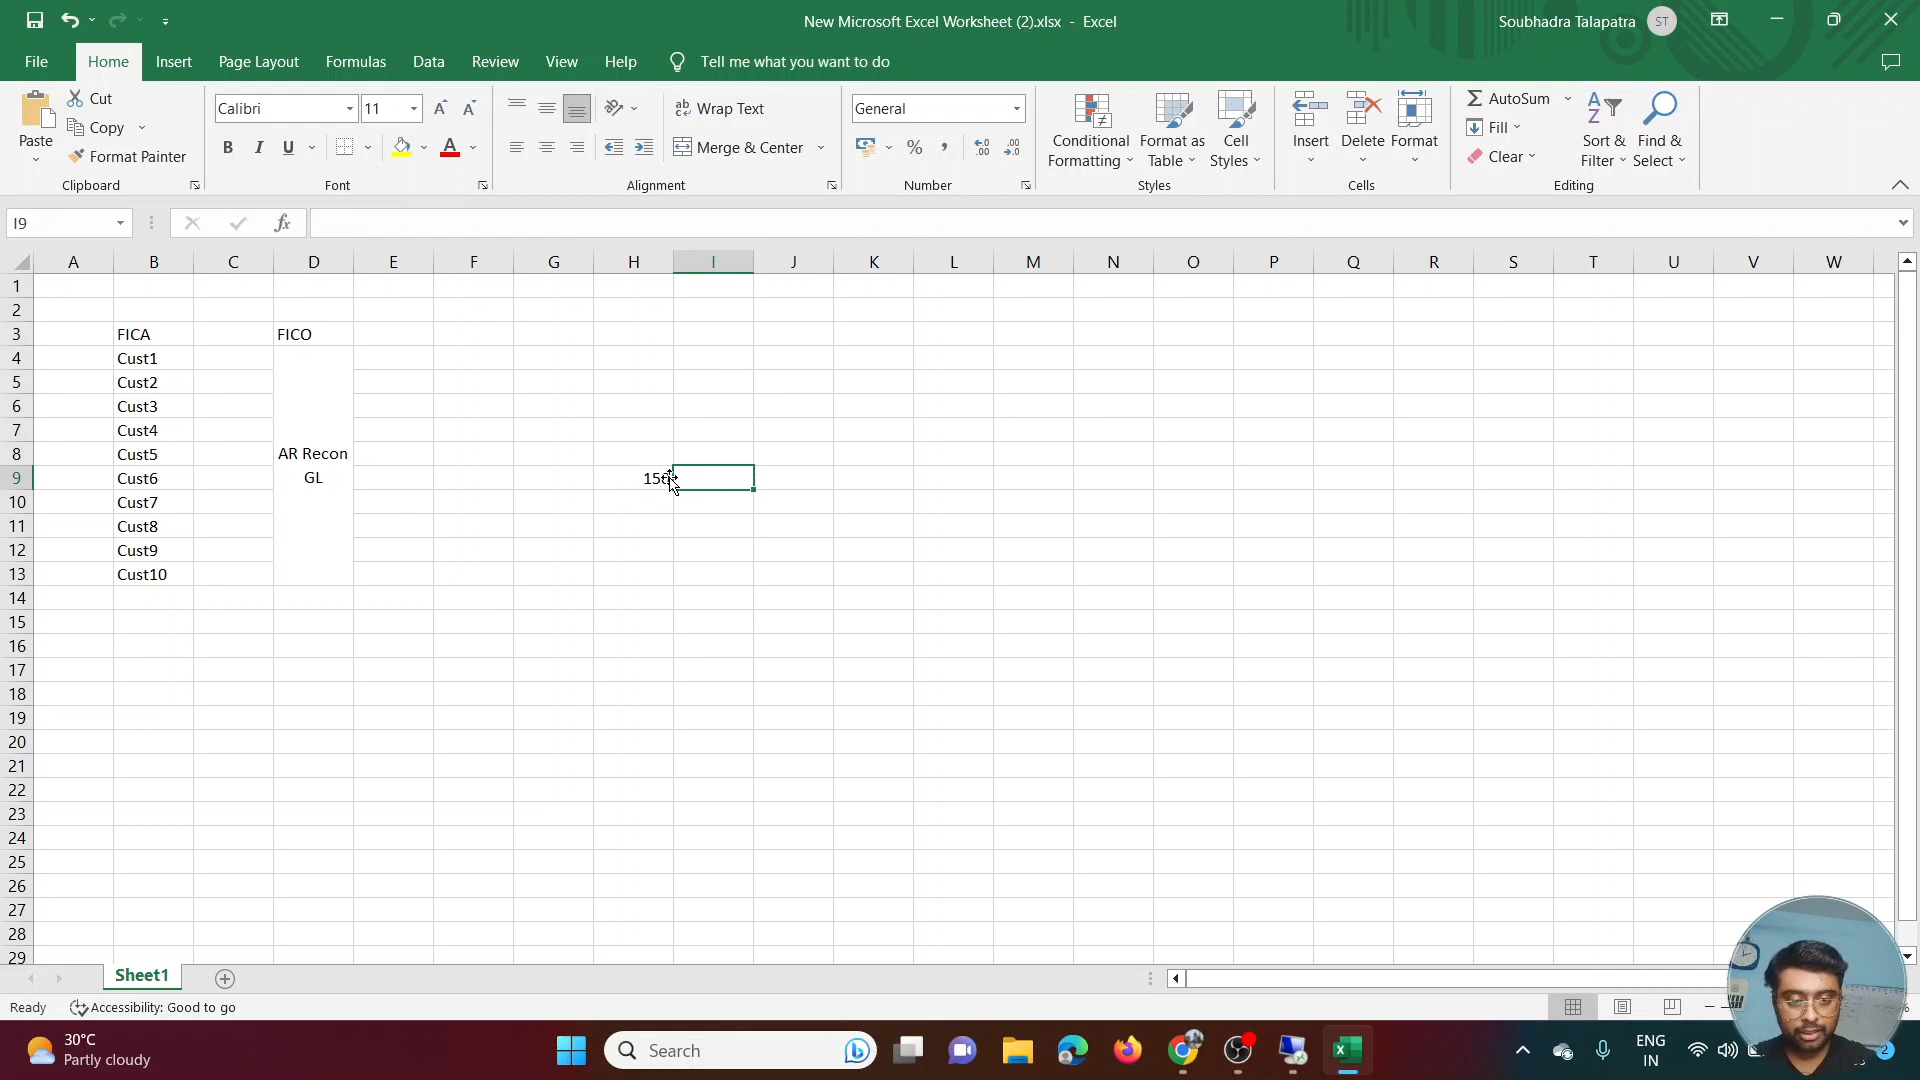 New Microsoft Excel Worksheet (2).xlsx - Excel
Soubhadra Talapatra ST
File Home Insert Page Layout Formulas Data Review View Help Tell me what you want to do
Cut
Copy
Format Painter
Paste
Clipboard
Calibri 11
B I U
Font
Wrap Text
Merge & Center
Alignment
General
Number
Conditional Formatting
Format as Table
Cell Styles
Styles
Insert Delete Format
Cells
AutoSum
Fill
Clear
Sort & Filter
Find & Select
Editing
I9
fx
A B C D E F G H I J K L M N O P Q R S T U V W
1
2
3 FICA FICO
4 Cust1
5 Cust2
6 Cust3
7 Cust4
8 Cust5 AR Recon
9 Cust6 GL
10 Cust7
11 Cust8
12 Cust9
13 Cust10
14
15
16
17
18
19
20
21
22
23
24
25
26
27
28
29
Sheet1
Ready Accessibility: Good to go
30°C
Partly cloudy
Search
ENG
IN
2